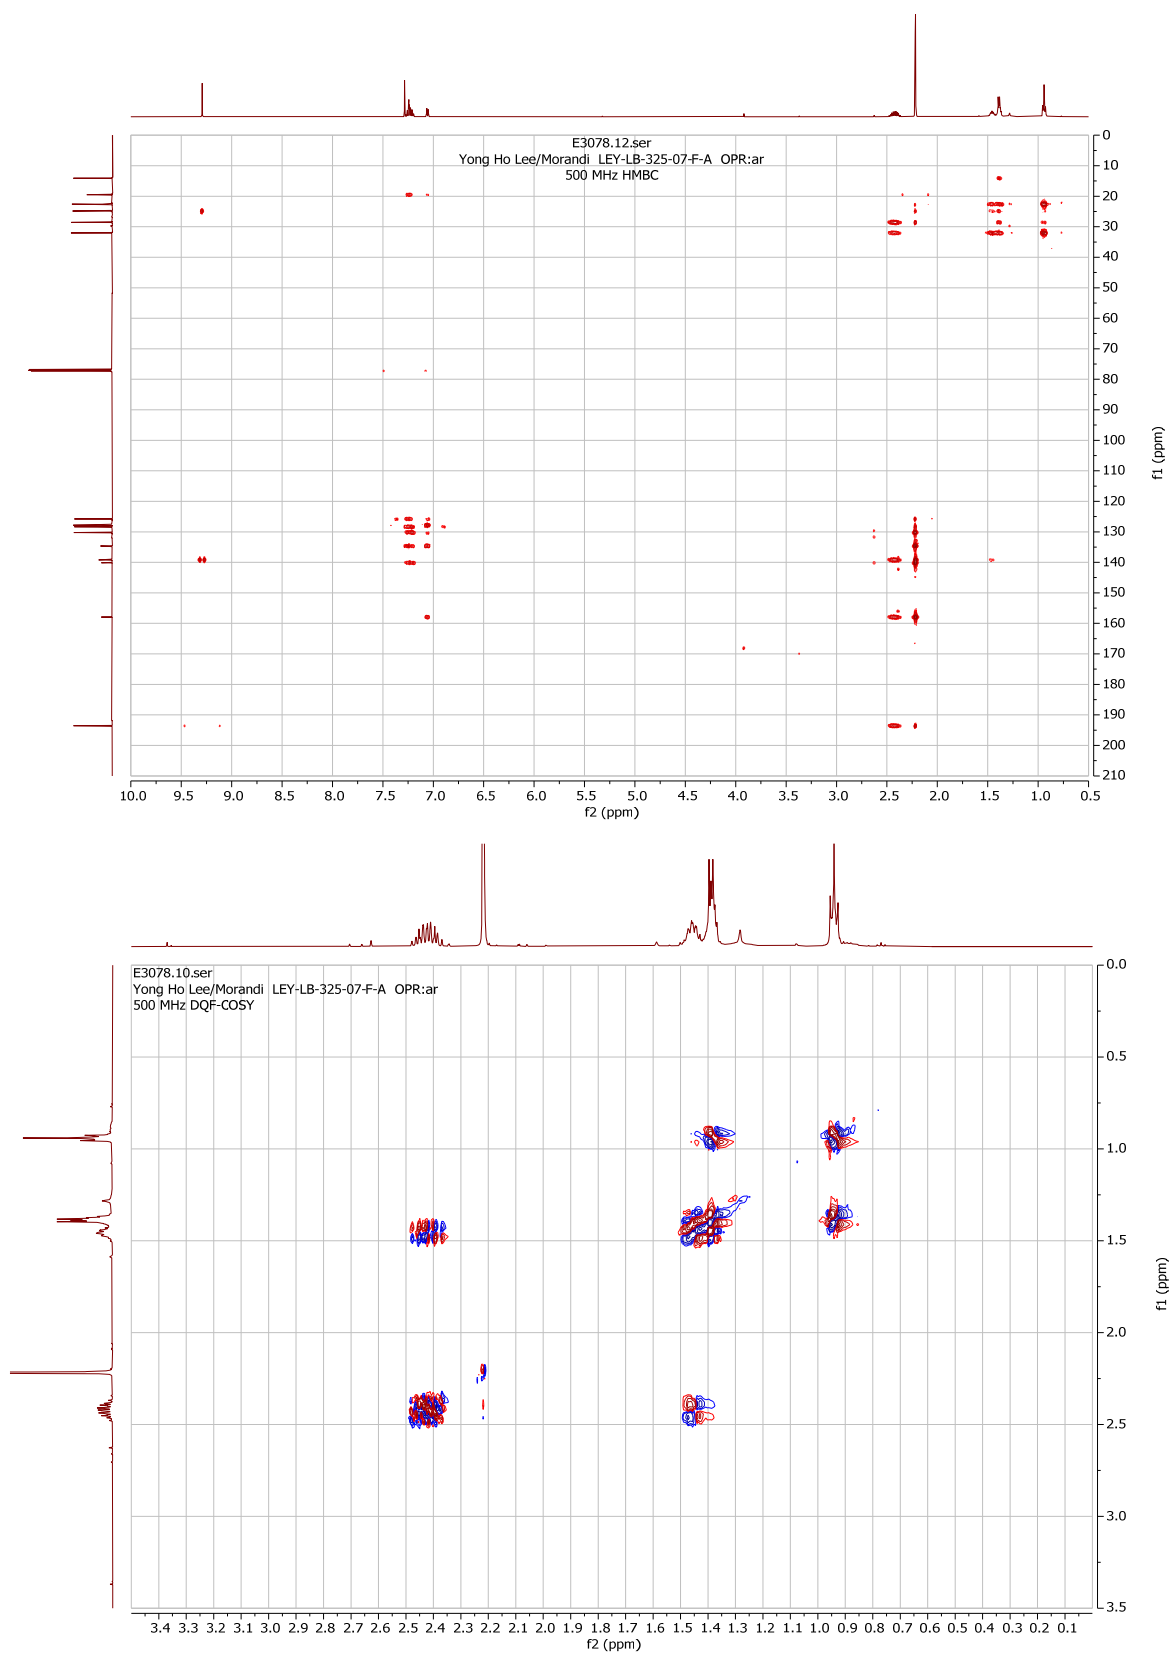 E3078.12.ser
Yong Ho Lee/Morandi LEY-LB-325-07-F-A OPR:ar
500 MHz HMBC
0
10
20
30
40
50
60
70
80
90
100
110
120
130
140
150
160
170
180
190
200
210
f1 (ppm)
10.0 9.5 9.0 8.5 8.0 7.5 7.0 6.5 6.0 5.5 5.0 4.5 4.0 3.5 3.0 2.5 2.0 1.5 1.0 0.5
f2 (ppm)
E3078.10.ser
Yong Ho Lee/Morandi LEY-LB-325-07-F-A OPR:ar
500 MHz DQF-COSY
0.0
0.5
1.0
1.5
2.0
2.5
3.0
3.5
f1 (ppm)
3.4 3.3 3.2 3.1 3.0 2.9 2.8 2.7 2.6 2.5 2.4 2.3 2.2 2.1 2.0 1.9 1.8 1.7 1.6 1.5 1.4 1.3 1.2 1.1 1.0 0.9 0.8 0.7 0.6 0.5 0.4 0.3 0.2 0.1
f2 (ppm)